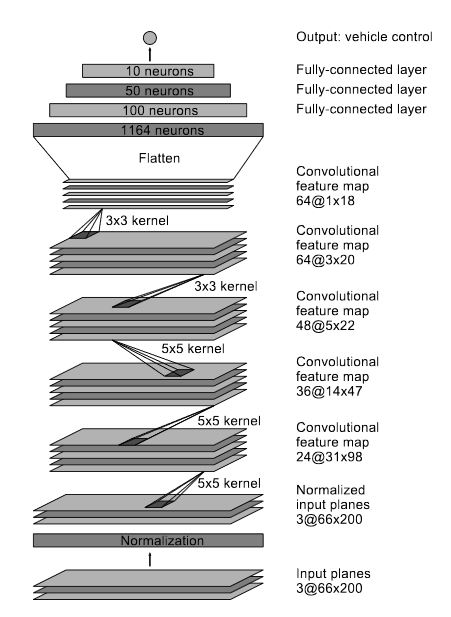 Output: vehicle control
10 neurons
Fully-connected layer
50 neurons
Fully-connected layer
100 neurons
Fully-connected layer
1164 neurons
Flatten
Convolutional
feature map
64@1x18
3x3 kernel
Convolutional
feature map
64@3x20
3x3 kernel
Convolutional
feature map
48@5x22
5x5 kernel
Convolutional
feature map
36@14x47
5x5 kernel
Convolutional
feature map
24@31x98
5x5 kernel
Normalized
input planes
3@66x200
Normalization
Input planes
3@66x200